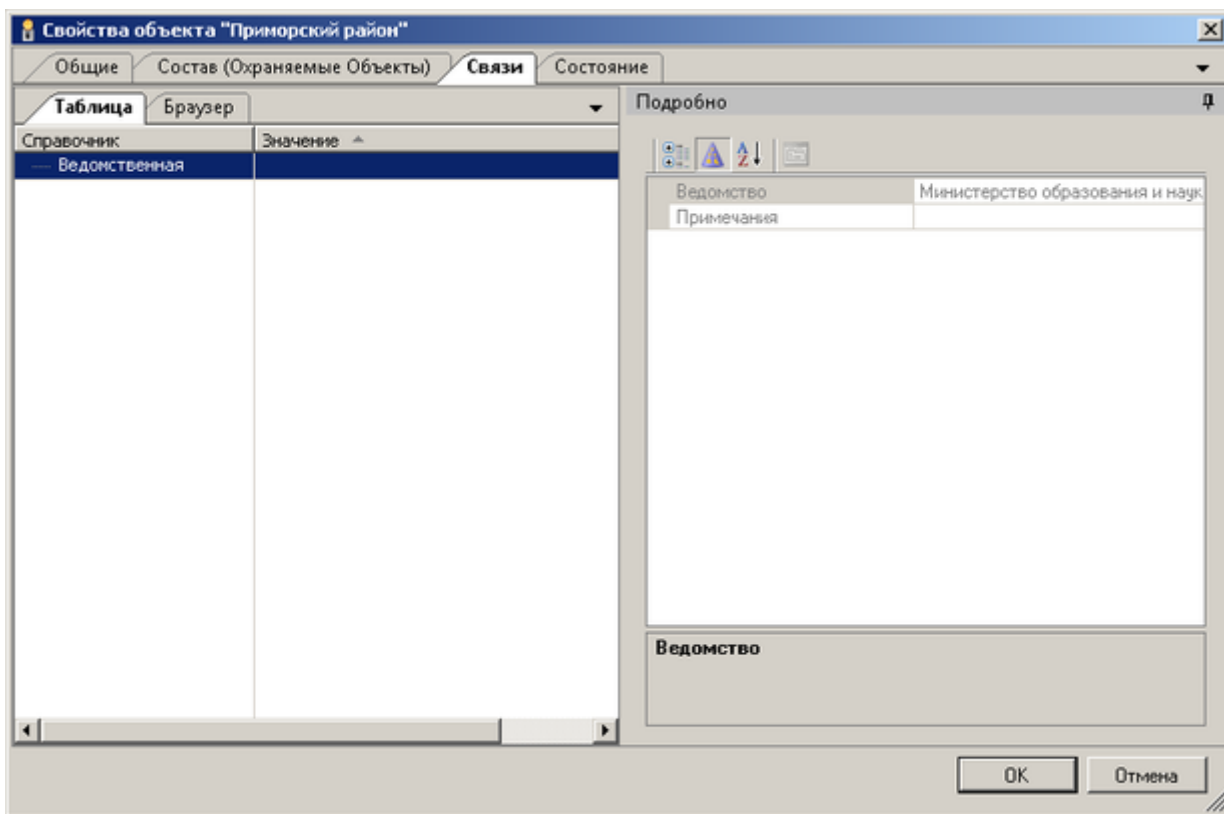 Свойства объекта "Приморский район"
Общие Состав (Охраняемые Объекты) Связи Состояние
Таблица Браузер
Справочник Значение
Ведомственная
Подробно
Ведомство Министерство образования и наук
Примечания
Ведомство
OK Отмена